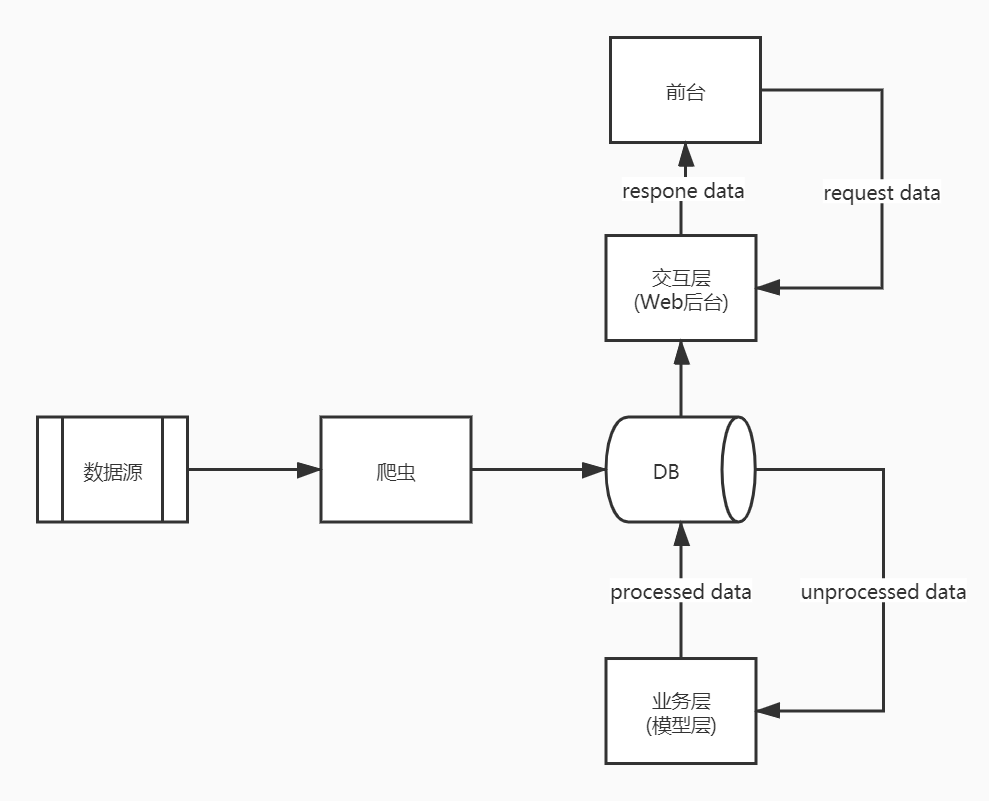 前台
respone data
request data
交互层
(Web后台)
数据源
爬虫
DB
processed data
unprocessed data
业务层
(模型层)